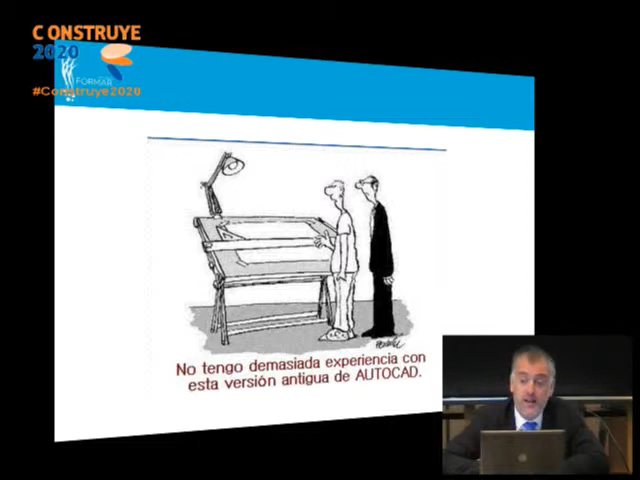 CONSTRUYE
2020
FORMAR
#Construye2020
No tengo demasiada experiencia con
esta versión antigua de AUTOCAD.